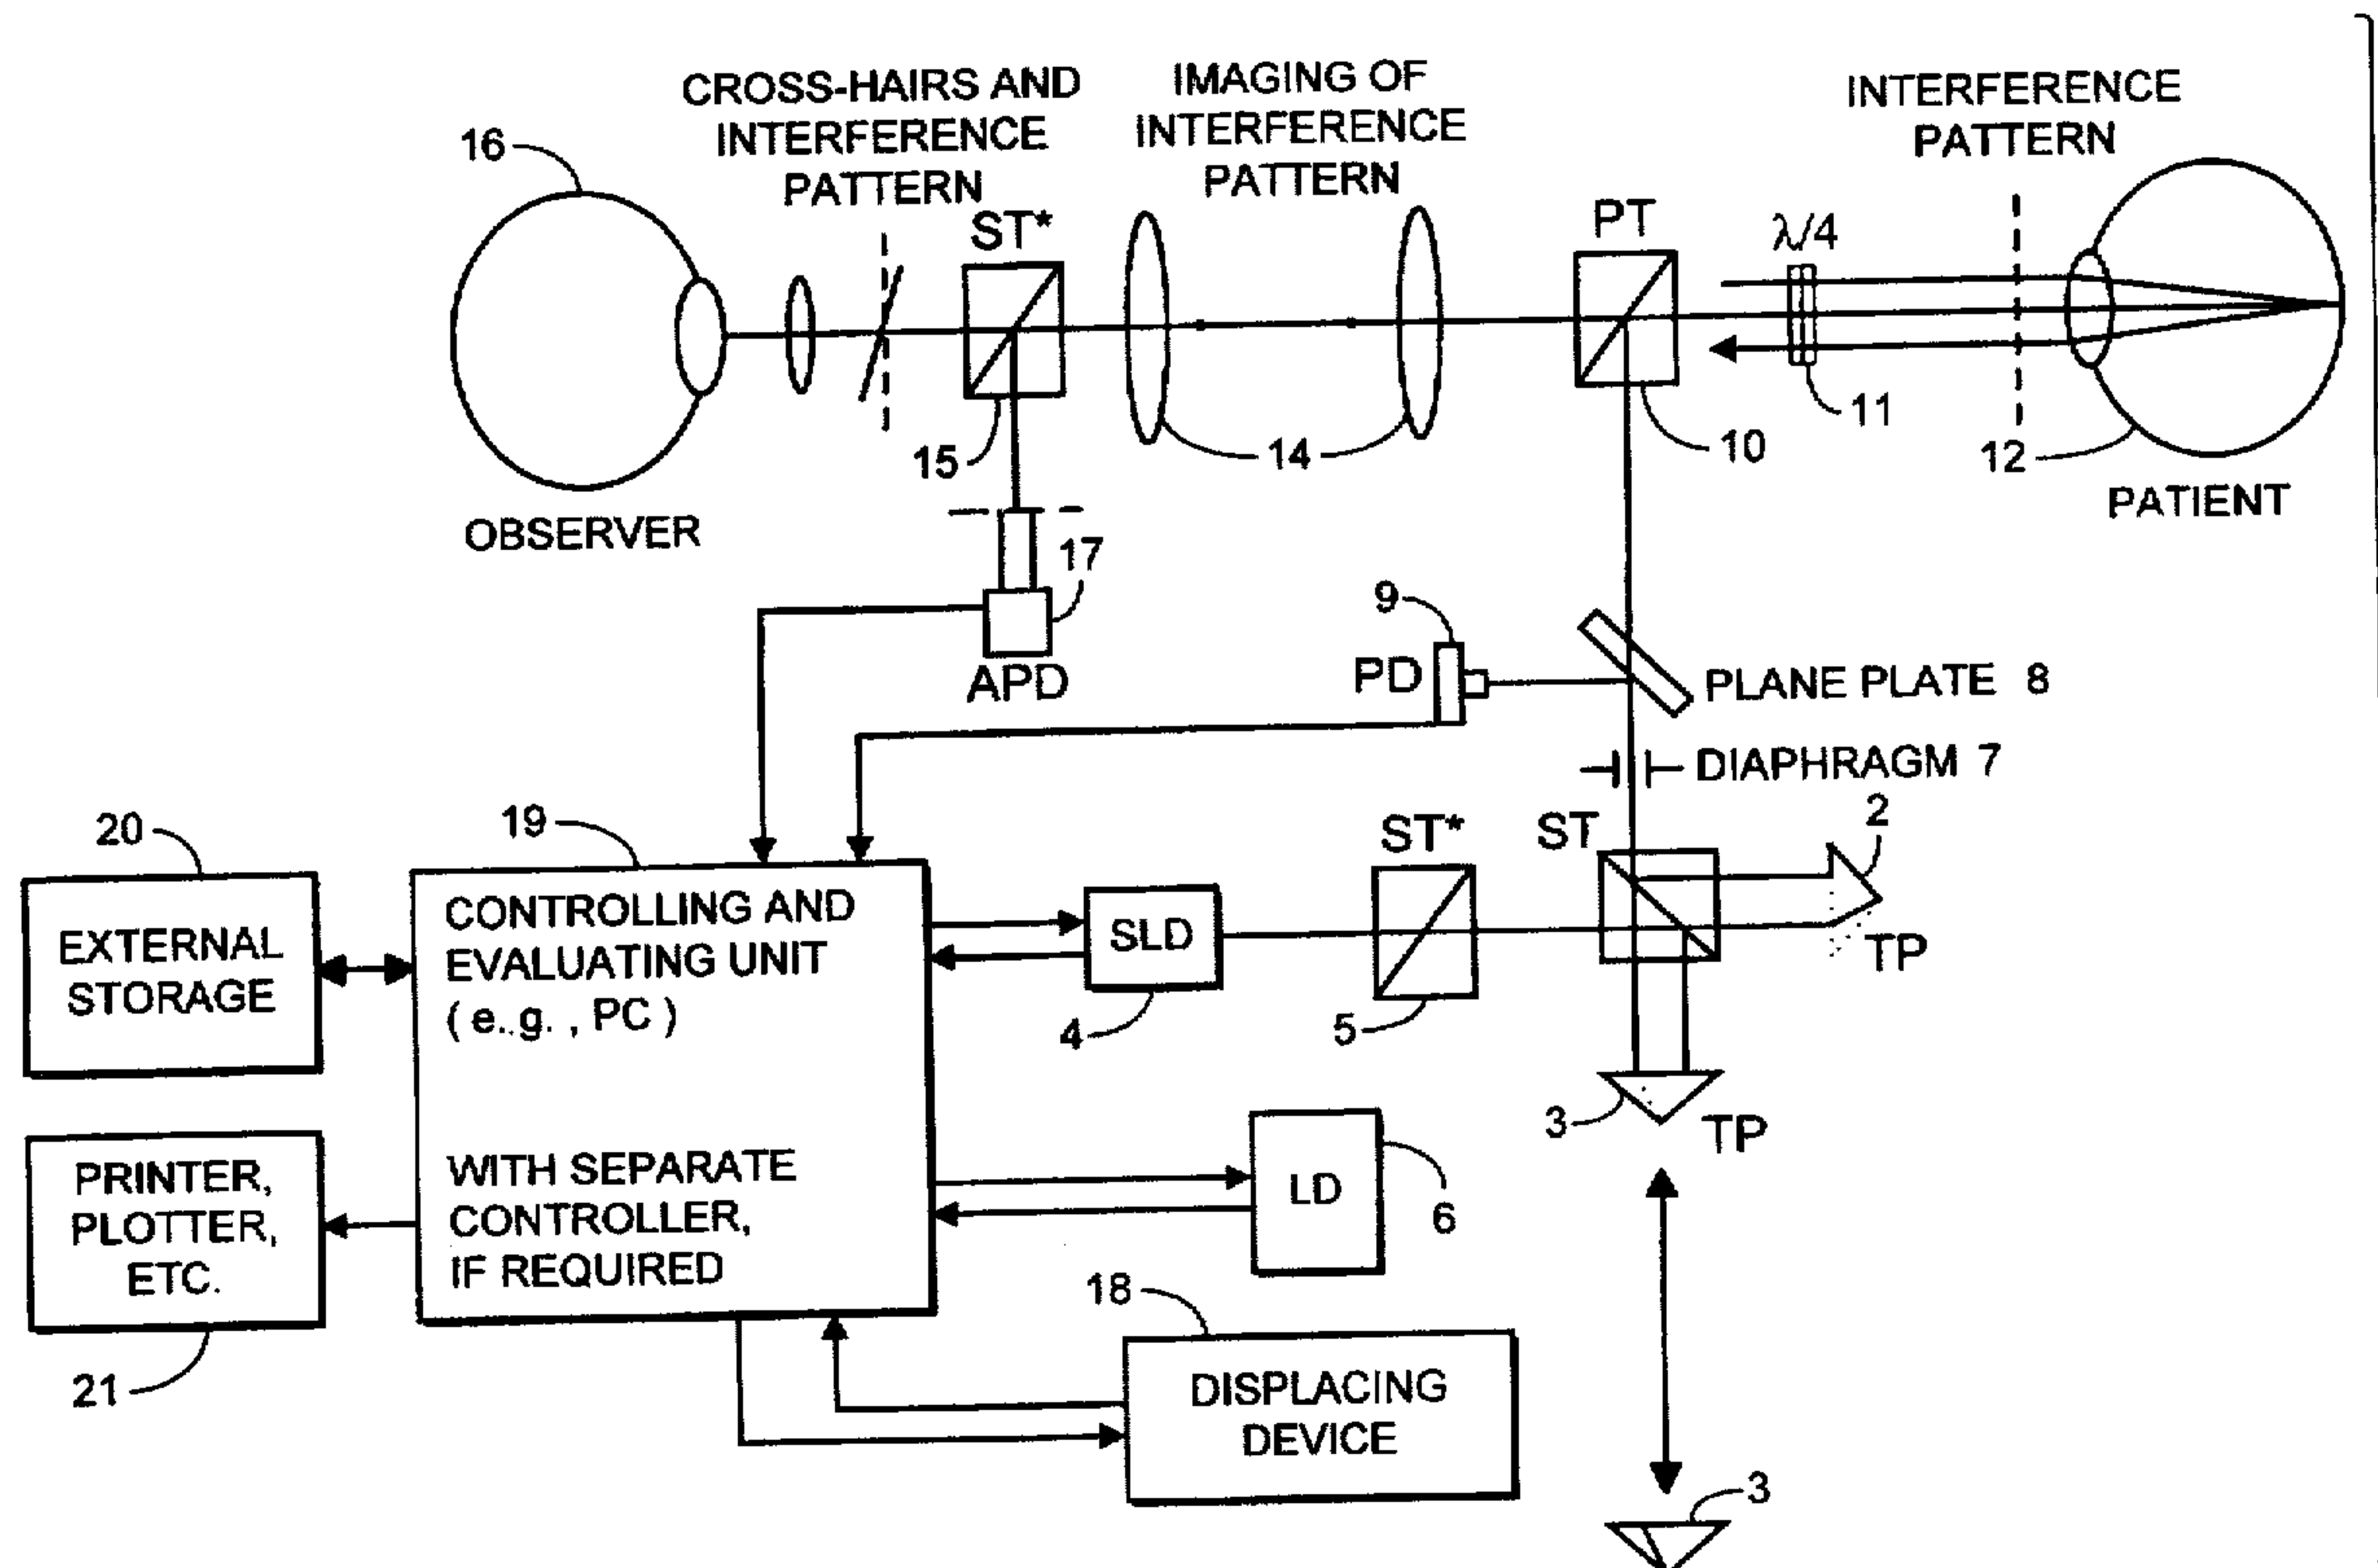 CROSS-HAIRS AND
INTERFERENCE
PATTERN
IMAGING OF
INTERFERENCE
PATTERN
INTERFERENCE
PATTERN
16
ST*
PT
λ/4
15
14
10
11
12
OBSERVER
PATIENT
17
APD
9
PD
PLANE PLATE 8
DIAPHRAGM 7
20
19
ST*
ST
2
EXTERNAL
STORAGE
CONTROLLING AND
EVALUATING UNIT
(e.g., PC)
SLD
TP
4
5
3
TP
PRINTER,
PLOTTER,
ETC.
WITH SEPARATE
CONTROLLER,
IF REQUIRED
LD
6
21
18
DISPLACING
DEVICE
3